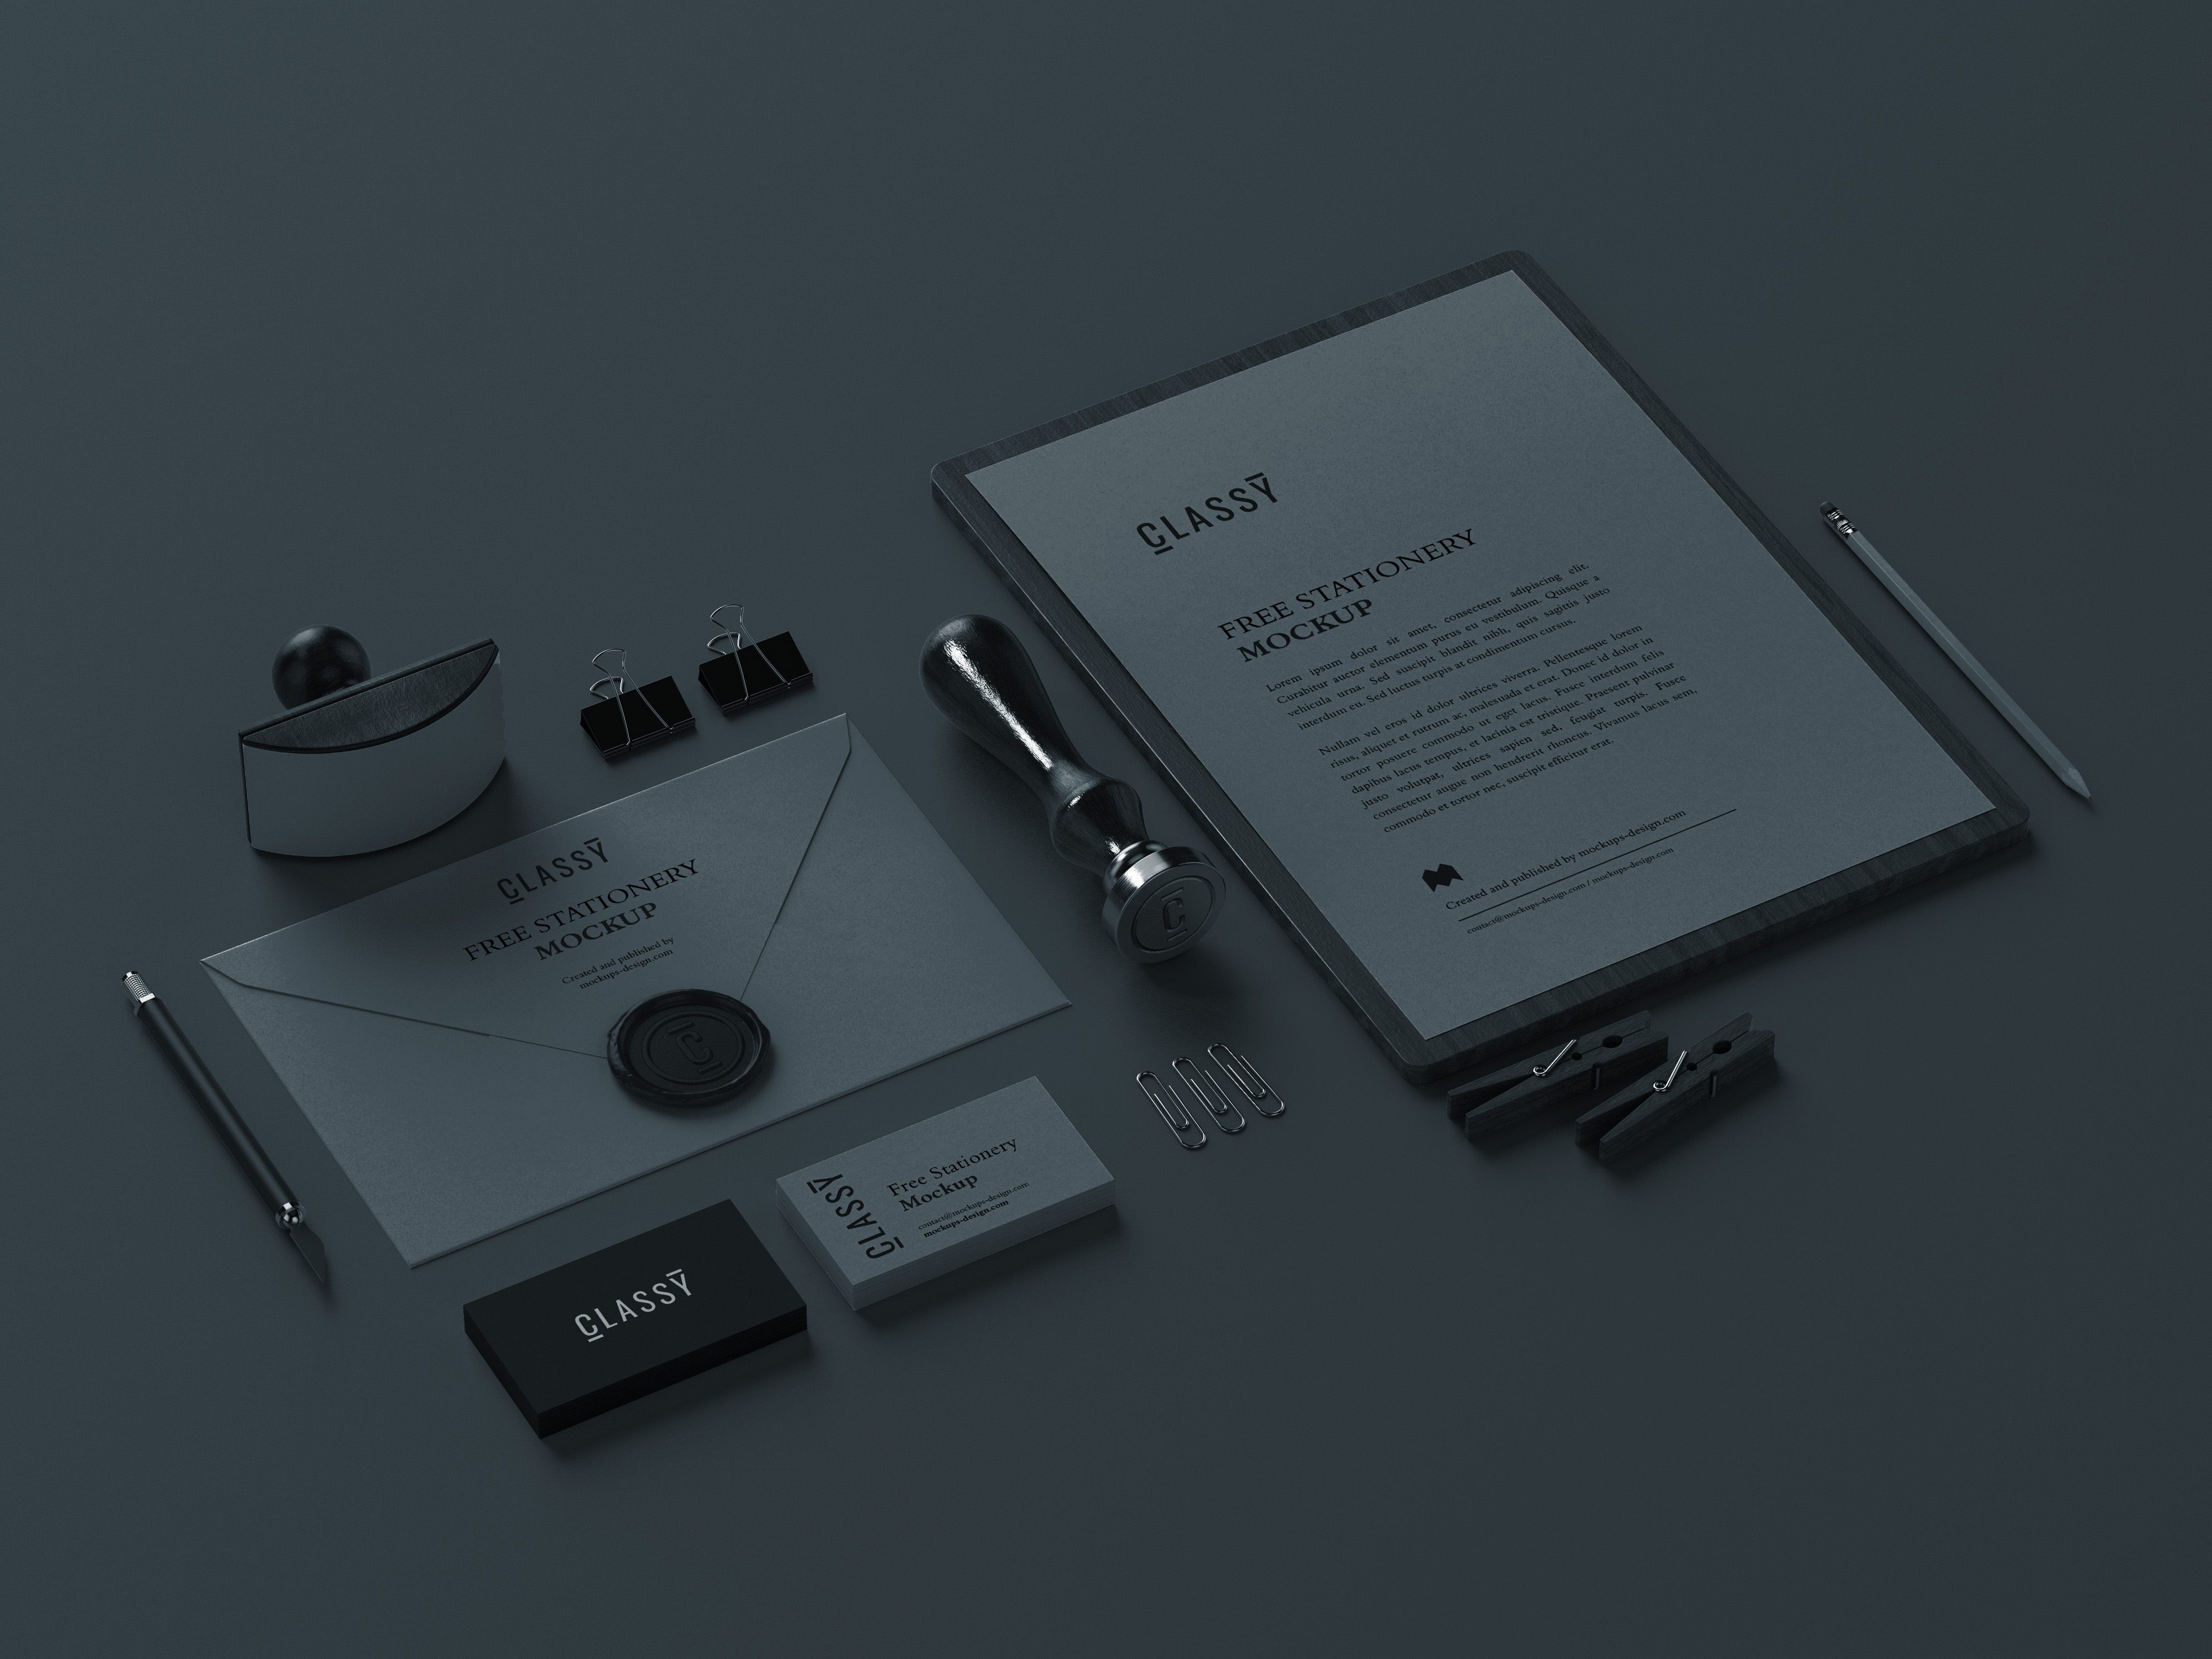 CLASSY
FREE STATIONERY
MOCKUP
Lorem ipsum dolor sit amet, consectetur adipiscing elit.
Curabitur auctor elementum purus eu vestibulum. Quisque a
vehicula urna. Sed suscipit blandit nibh, quis sagittis justo
interdum eu. Sed luctus turpis at condimentum cursus.
Nullam vel eros id dolor ultrices viverra. Pellentesque lorem
risus, aliquet et rutrum ac, malesuada et erat. Donec id dolor in
tortor posuere commodo ut eget lacus. Fusce interdum felis
dapibus lacus tempus, et lacinia est tristique. Praesent pulvinar
justo volutpat, ultrices sapien sed, feugiat turpis. Fusce
consectetur augue non hendrerit rhoncus. Vivamus lacus sem,
commodo et tortor nec, suscipit efficitur erat.
Created and published by mockups-design.com
contact@mockups-design.com / mockups-design.com
C
CLASSY
FREE STATIONERY
MOCKUP
Created and published by
mockups-design.com
C
CLASSY
Free Stationery
Mockup
contact@mockups-design.com
mockups-design.com
CLASSY